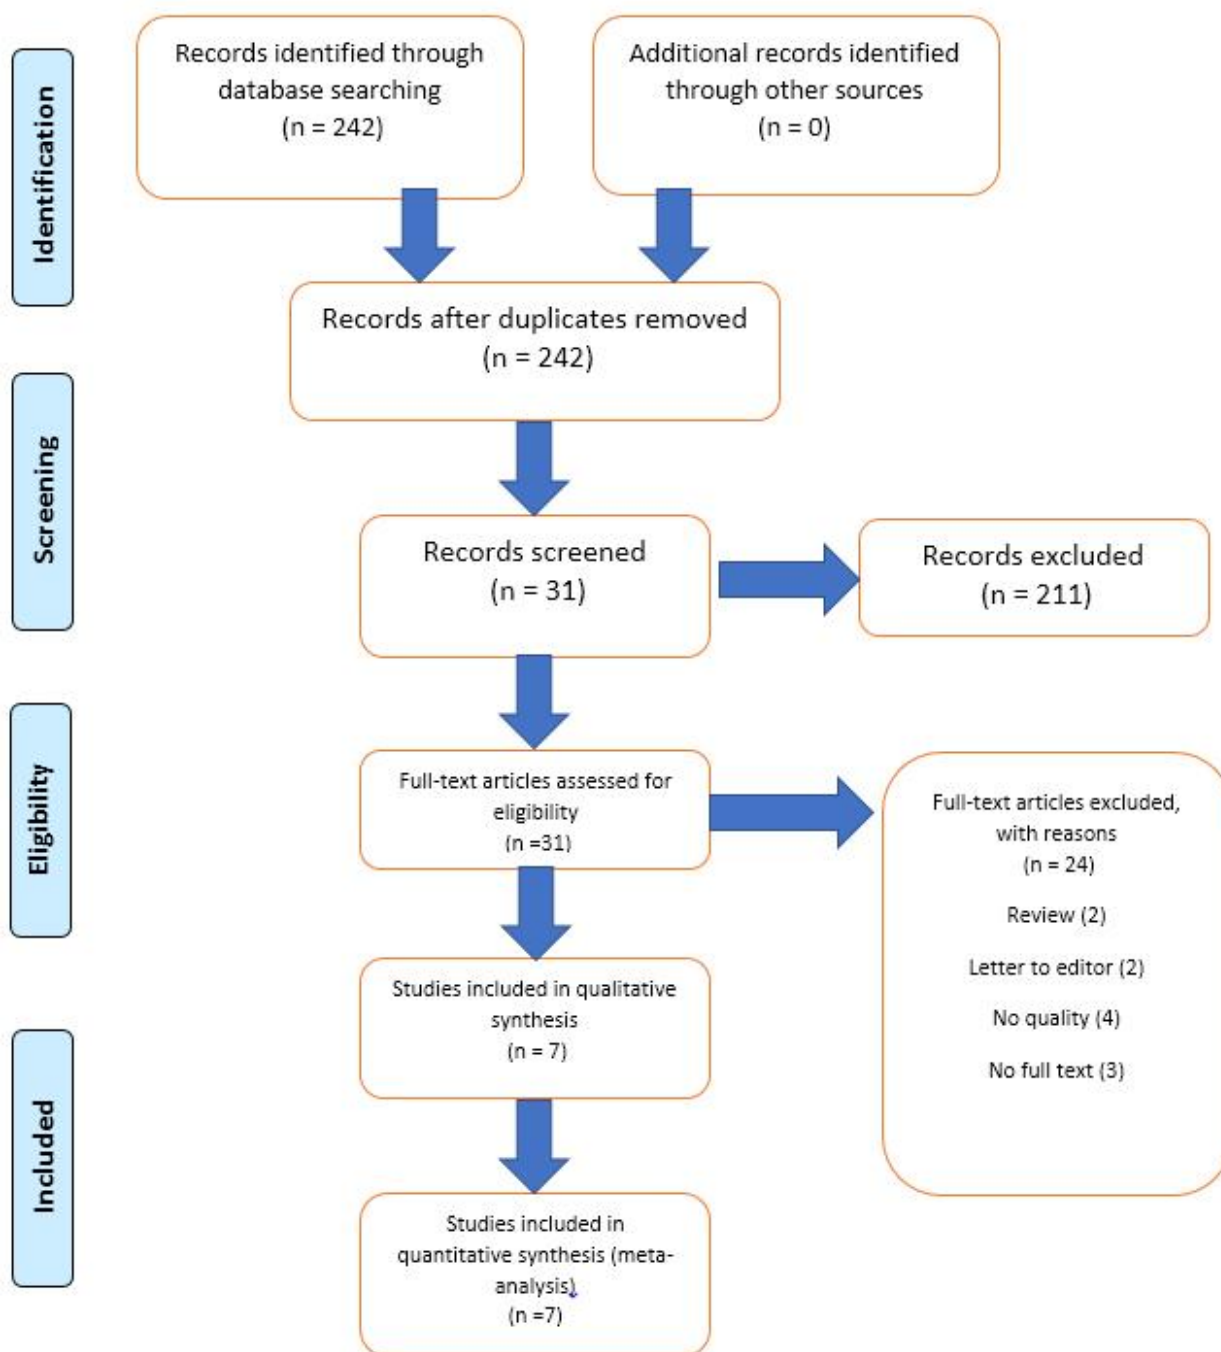 Identification
Records identified through
database searching
(n = 242)
Additional records identified
through other sources
(n = 0)
Records after duplicates removed
(n = 242)
Screening
Records screened
(n = 31)
Records excluded
(n = 211)
Eligibility
Full-text articles assessed for
eligibility
(n =31)
Full-text articles excluded,
with reasons
(n = 24)
Review (2)
Letter to editor (2)
No quality (4)
No full text (3)
Studies included in qualitative
synthesis
(n = 7)
Included
Studies included in
quantitative synthesis (meta-
analysis)
(n =7)